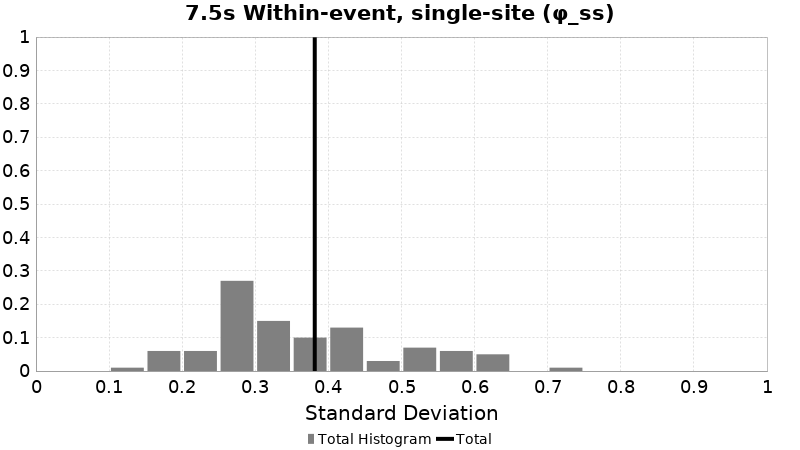 7.5s Within-event, single-site (φ_ss)
1
0.9
0.8
0.7
0.6
0.5
0.4
0.3
0.2
0.1
0
0 0.1 0.2 0.3 0.4 0.5 0.6 0.7 0.8 0.9 1
Standard Deviation
Total Histogram Total